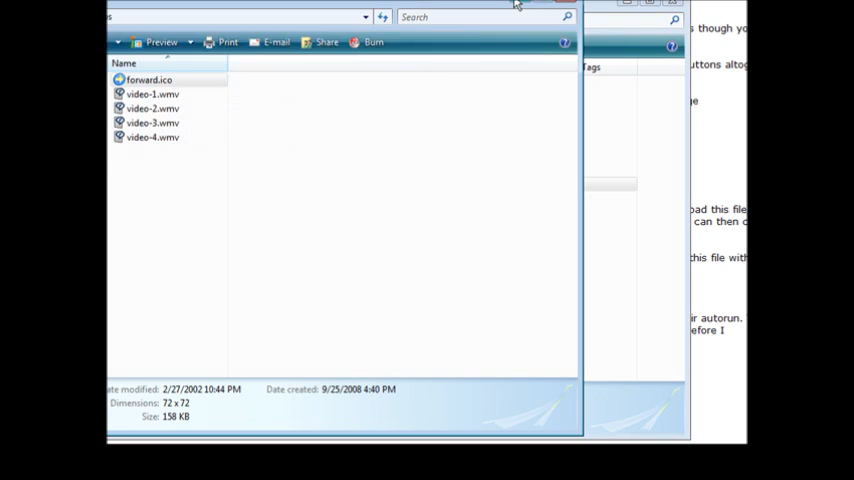 s
Search
Preview Print E-mail Share Burn
Name
forward.ico
video-1.wmv
video-2.wmv
video-3.wmv
video-4.wmv
ate modified: 2/27/2002 10:44 PM Date created: 9/25/2008 4:40 PM
Dimensions: 72 x 72
Size: 158 KB
Tags
s though yo
uttons altog
ge
oad this file
can then c
this file with
ir autorun.
efore I